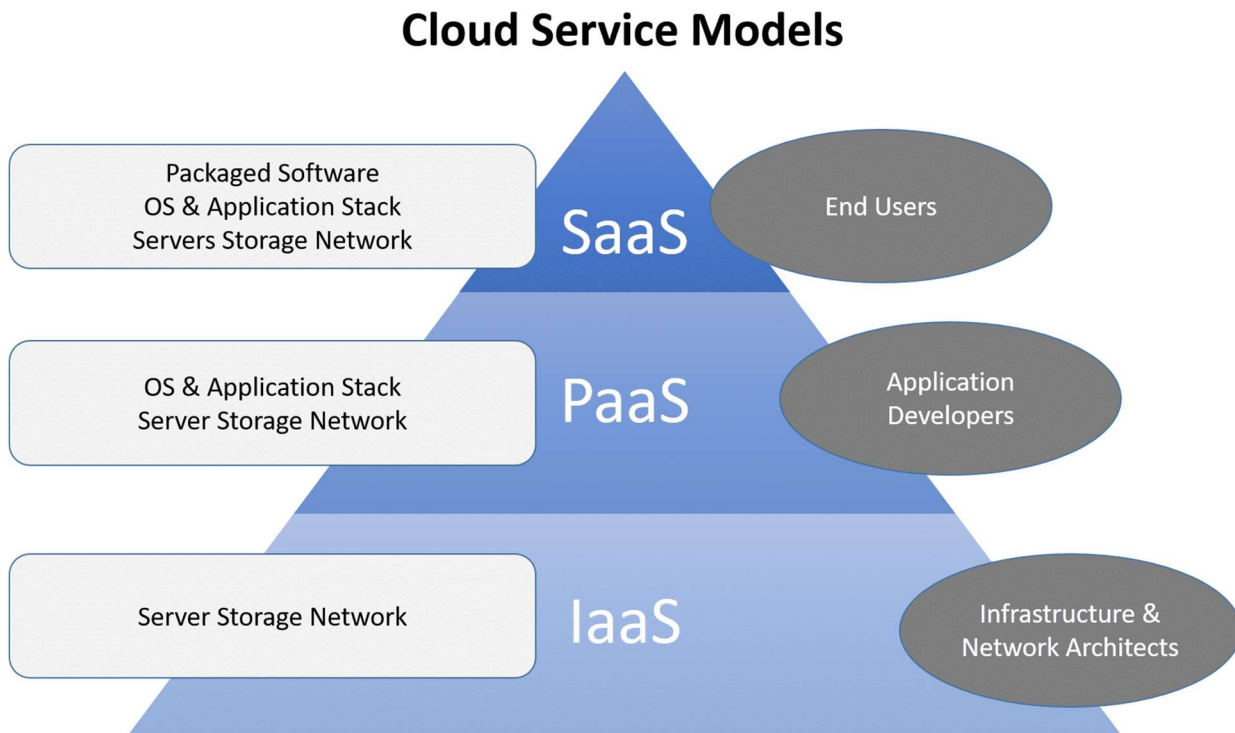 Cloud Service Models
Packaged Software
OS & Application Stack
Servers Storage Network
SaaS
End Users
OS & Application Stack
Server Storage Network
PaaS
Application
Developers
Server Storage Network
IaaS
Infrastructure &
Network Architects